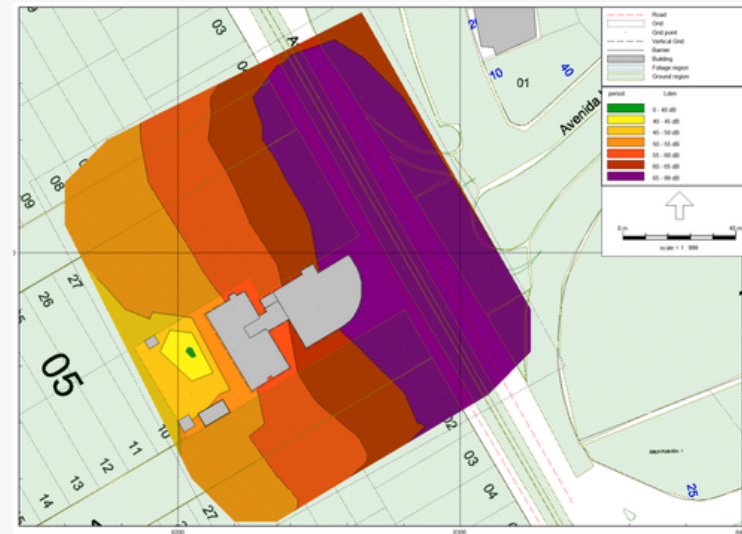 Road
Grid
Grid point
Vertical Grid
Barrier
Building
Foliage region
Ground region
period Lden
0 - 40 dB
40 - 45 dB
45 - 50 dB
50 - 55 dB
55 - 60 dB
60 - 65 dB
65 - 99 dB
0 m 40 m
scale = 1 : 999
24
10
40
01
Avenida
03
04
08
09
27
26
05
10
11
12
13
14
27
02
03
04
25